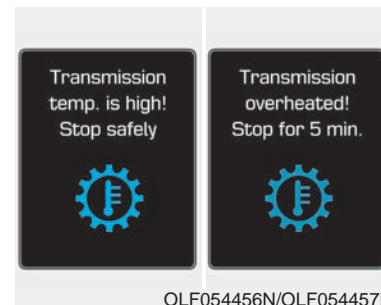 Transmission
temp. is high!
Stop safely
Transmission
overheated!
Stop for 5 min.
OLF054456N/OLF054457